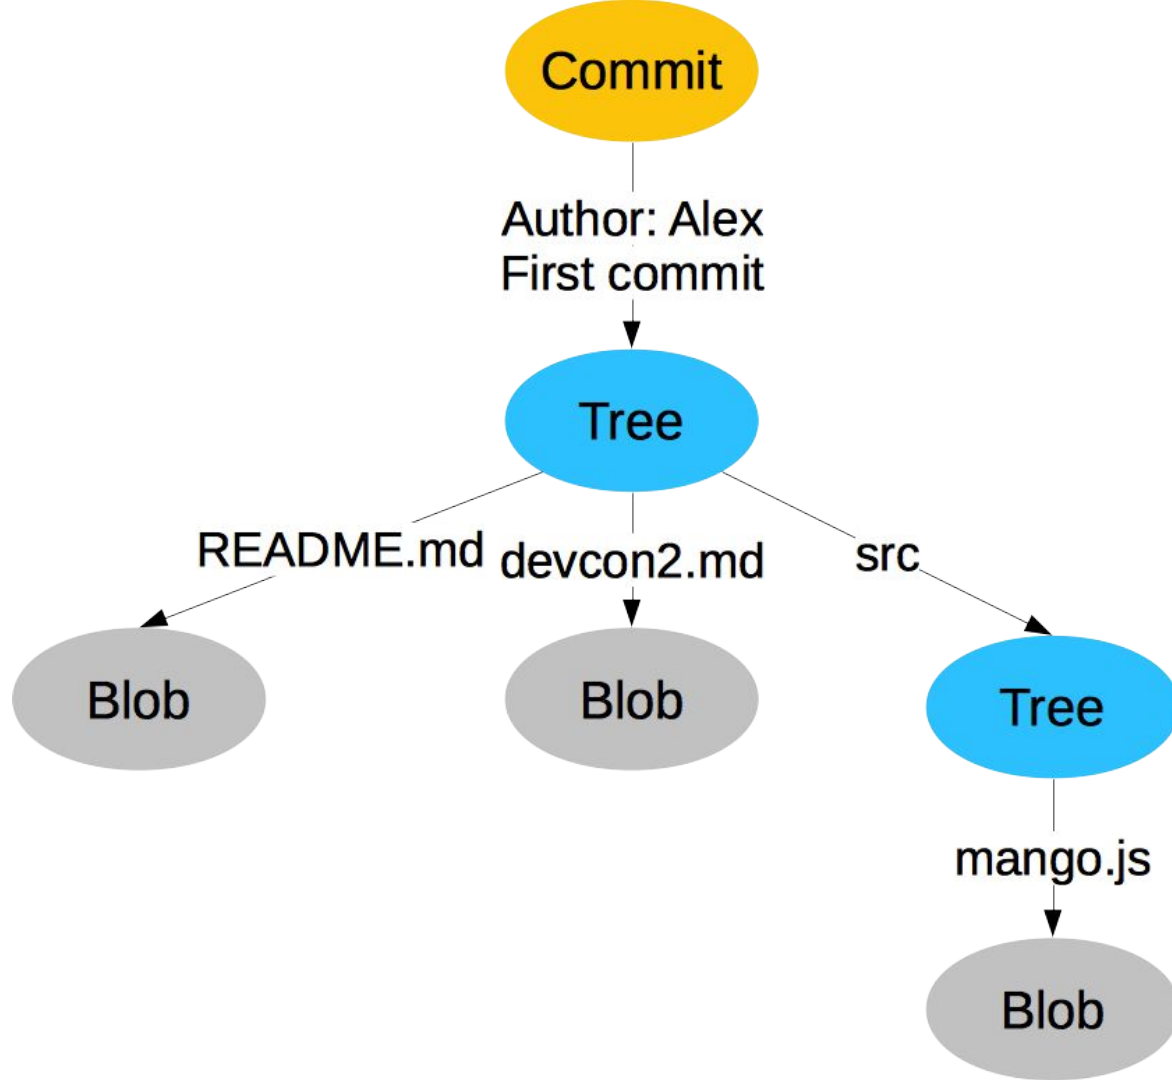 Commit
Author: Alex
First commit
Tree
README.md
devcon2.md
src
Blob
Blob
Tree
mango.js
Blob